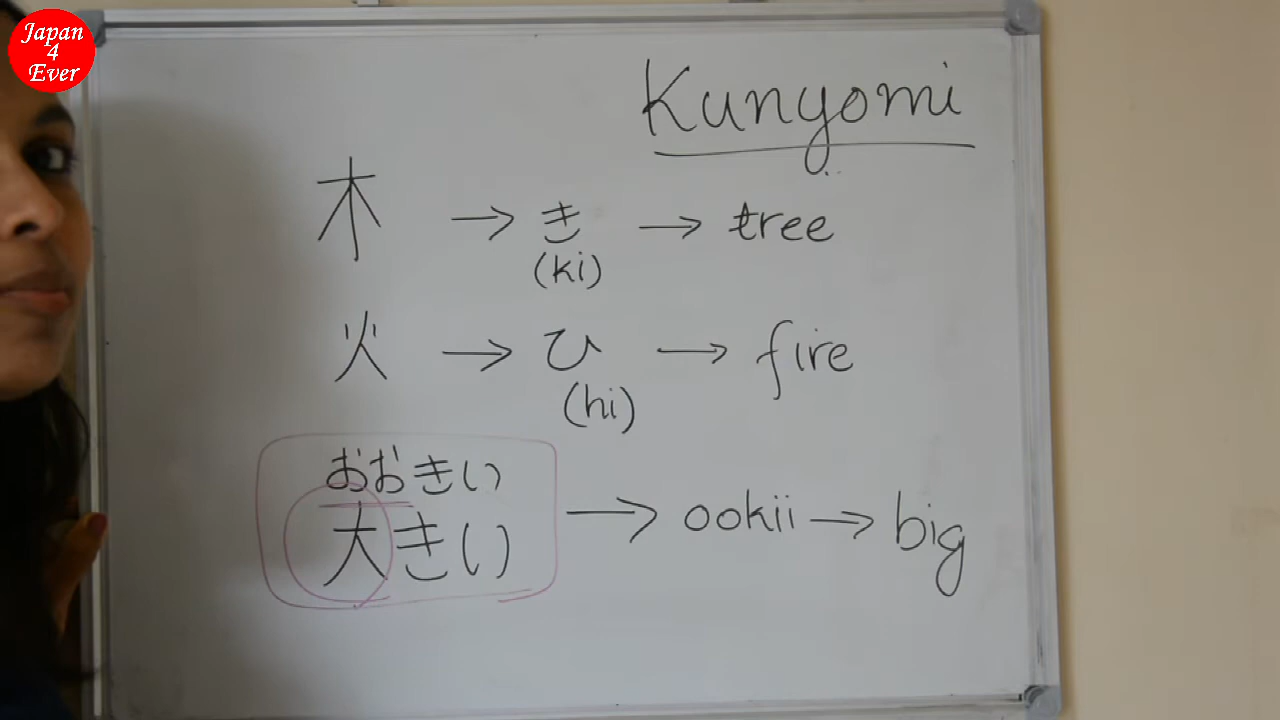 Japan
4
Ever
Kunyomi
木 → き → tree
(ki)
火 → ひ → fire
(hi)
おおきい
大きい → ookii → big